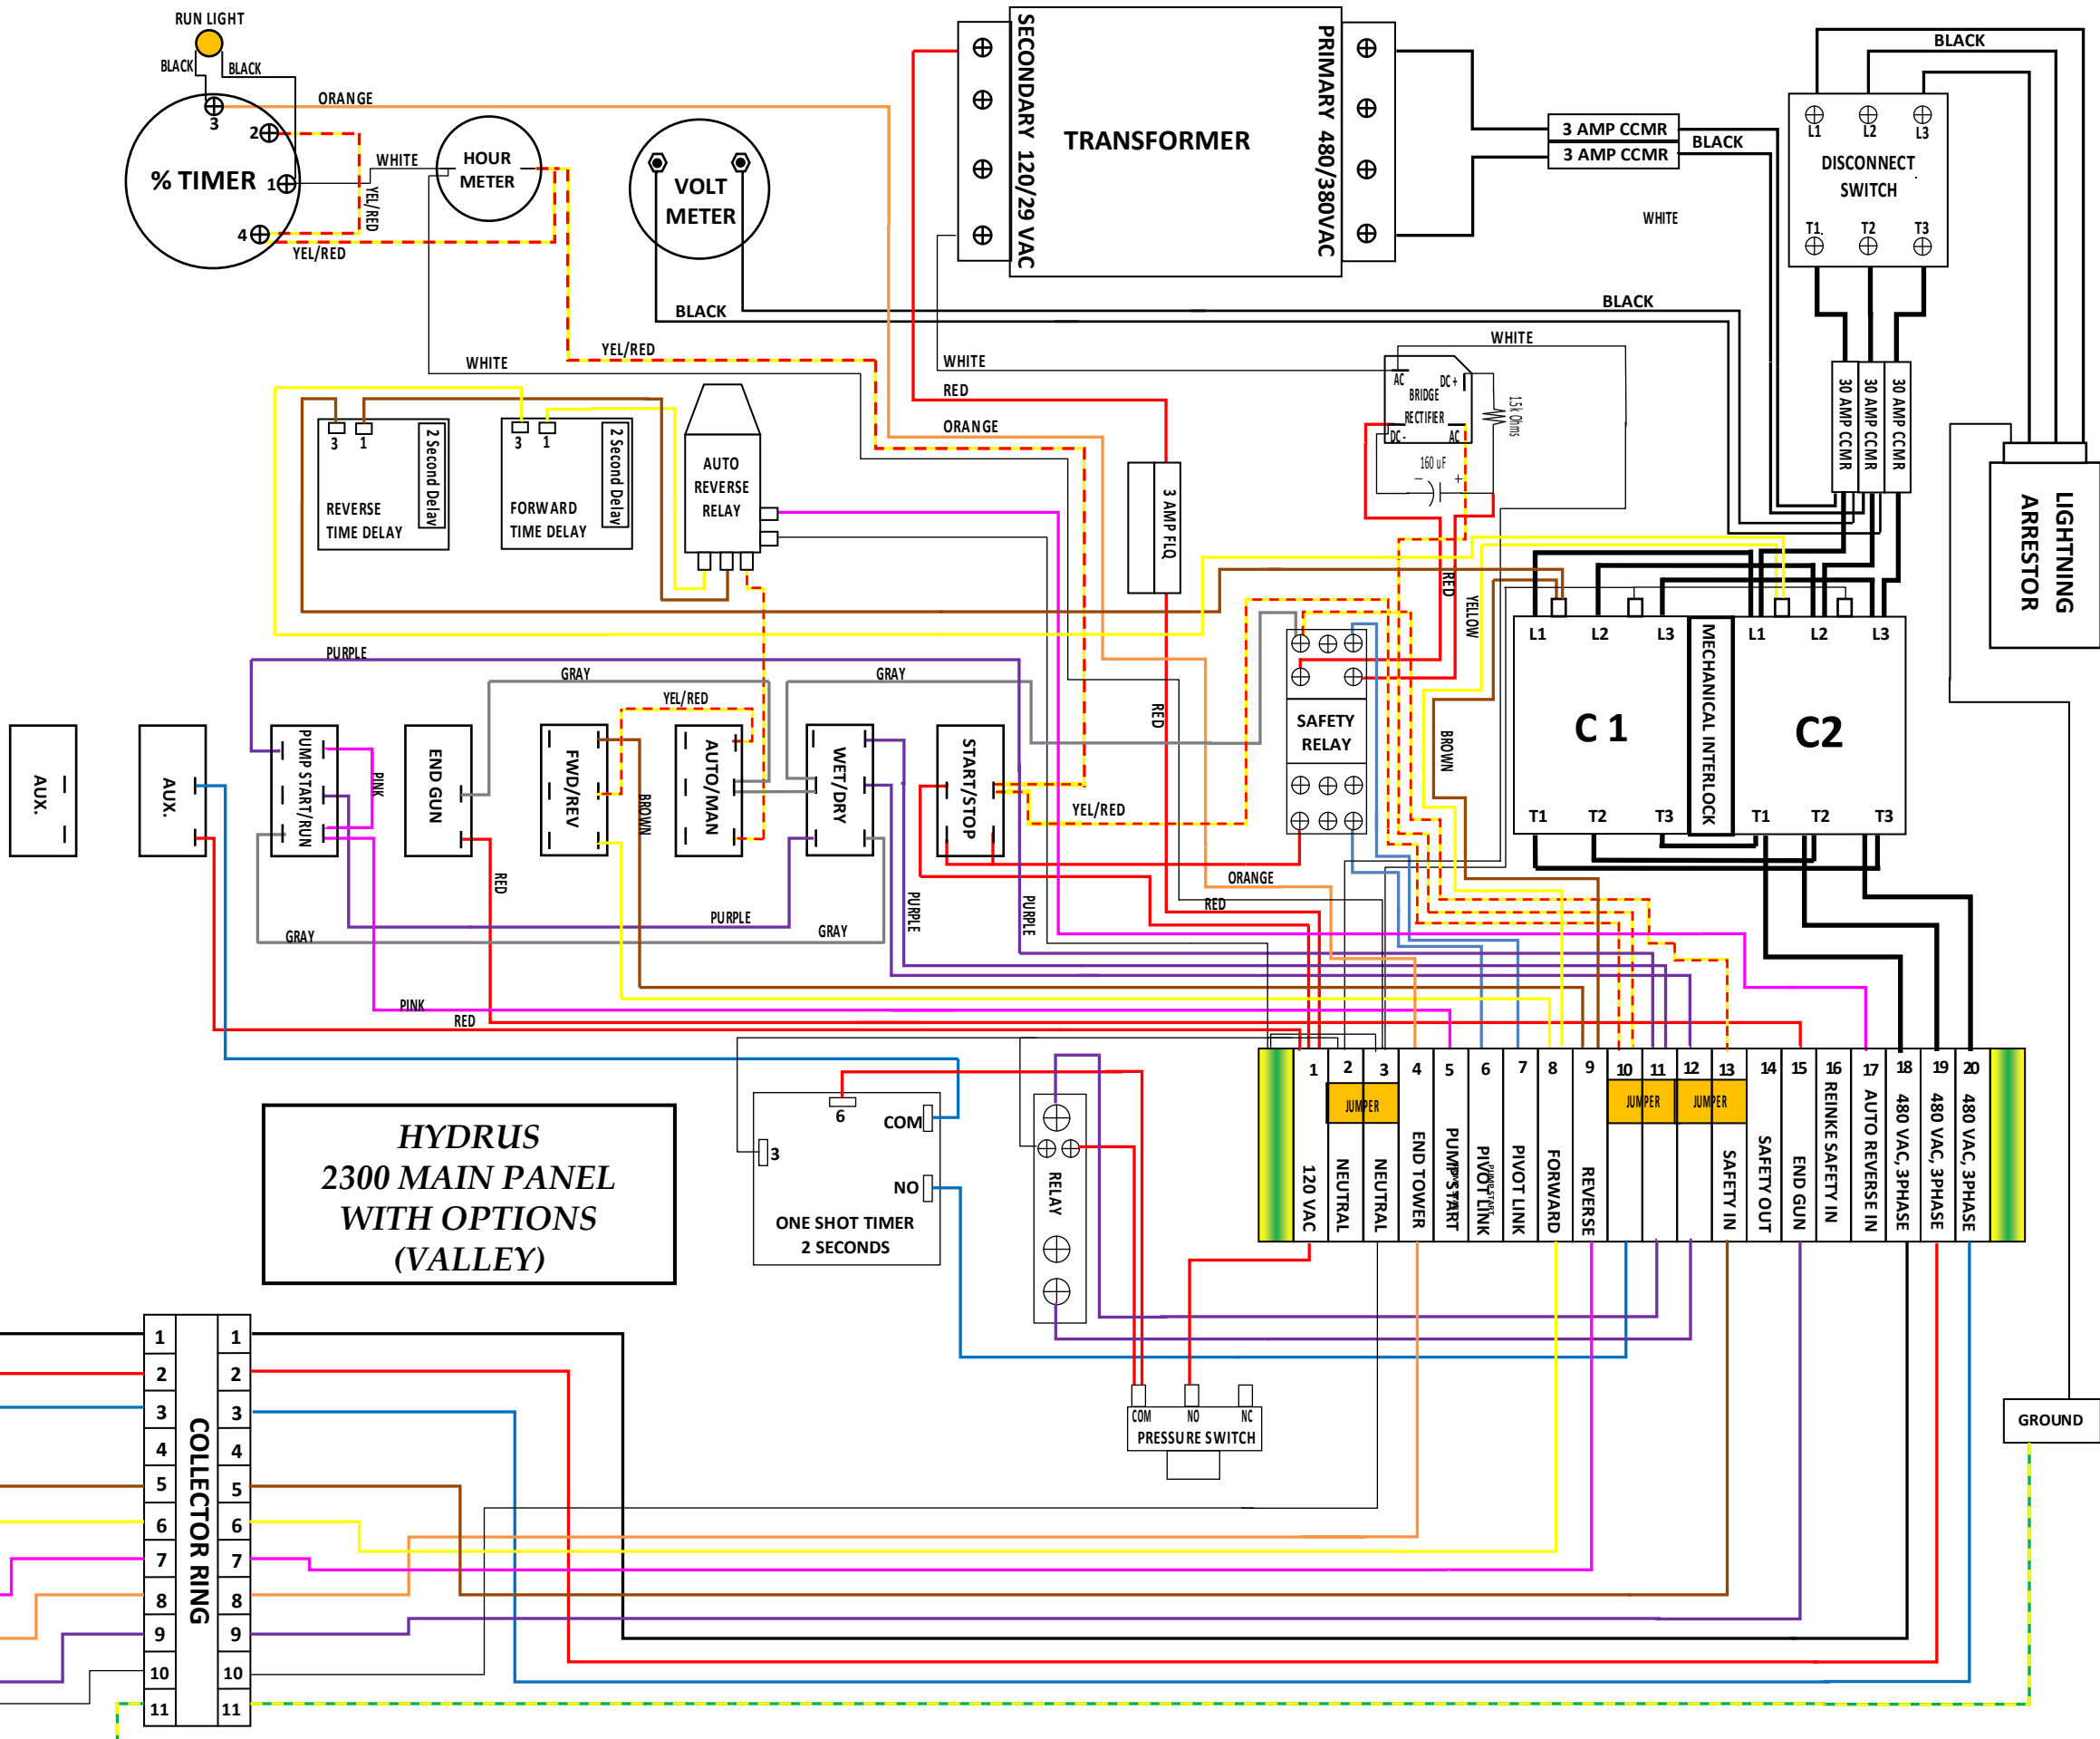 RUN LIGHT
BLACK
BLACK
ORANGE
3
2
% TIMER
1
4
WHITE
YEL/RED
YEL/RED
HOUR
METER
VOLT
METER
BLACK
WHITE
YEL/RED
SECONDARY 120/29 VAC
TRANSFORMER
PRIMARY 480/380VAC
3 AMP CCMR
3 AMP CCMR
BLACK
WHITE
BLACK
BLACK
L1
L2
L3
DISCONNECT
SWITCH
T1.
T2
T3
30 AMP CCMR
30 AMP CCMR
30 AMP CCMR
LIGHTNING
ARRESTOR
WHITE
RED
ORANGE
WHITE
AC
DC +
BRIDGE
RECTIFIER
DC -
AC
15k Ohms
160 uF
−
+
3
1
2 Second Delay
REVERSE
TIME DELAY
3
1
2 Second Delay
FORWARD
TIME DELAY
AUTO
REVERSE
RELAY
3 AMP FLQ
RED
YELLOW
BROWN
RED
SAFETY
RELAY
L1
L2
L3
MECHANICAL INTERLOCK
L1
L2
L3
C 1
C2
T1
T2
T3
T1
T2
T3
PURPLE
GRAY
YEL/RED
GRAY
AUX.
AUX.
PUMP START/RUN
PINK
END GUN
FWD/REV
BROWN
AUTO/MAN
WET/DRY
START/STOP
YEL/RED
RED
ORANGE
RED
PURPLE
PURPLE
PURPLE
GRAY
GRAY
PINK
RED
HYDRUS
2300 MAIN PANEL
WITH OPTIONS
(VALLEY)
6
COM
3
NO
ONE SHOT TIMER
2 SECONDS
RELAY
1
2
3
4
5
6
7
8
9
10
11
12
13
14
15
16
17
18
19
20
JUMPER
JUMPER
JUMPER
120 VAC
NEUTRAL
NEUTRAL
END TOWER
PUMP START
PIVOT LINK
PUMP START
PIVOT LINK
FORWARD
REVERSE
SAFETY IN
SAFETY OUT
END GUN
REINKE SAFETY IN
AUTO REVERSE IN
480 VAC, 3PHASE
480 VAC, 3PHASE
480 VAC, 3PHASE
COM
NO
NC
PRESSURE SWITCH
GROUND
COLLECTOR RING
1
1
2
2
3
3
4
4
5
5
6
6
7
7
8
8
9
9
10
10
11
11